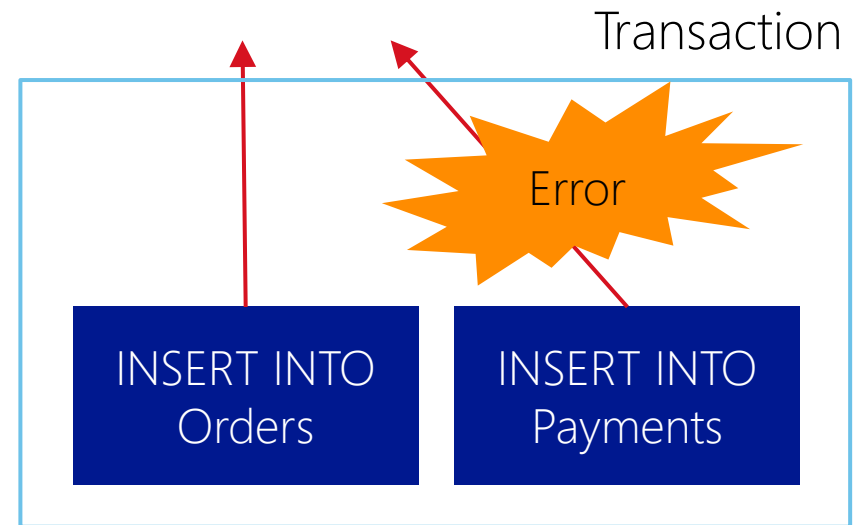 Transaction
Error
INSERT INTO
Orders
INSERT INTO
Payments